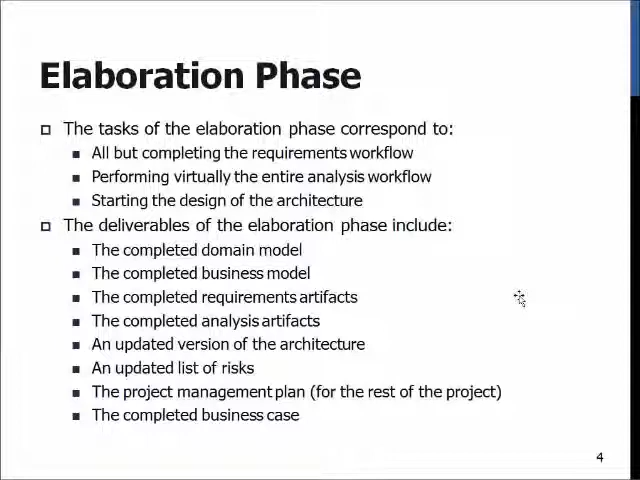 Elaboration Phase
The tasks of the elaboration phase correspond to:
All but completing the requirements workflow
Performing virtually the entire analysis workflow
Starting the design of the architecture
The deliverables of the elaboration phase include:
The completed domain model
The completed business model
The completed requirements artifacts
The completed analysis artifacts
An updated version of the architecture
An updated list of risks
The project management plan (for the rest of the project)
The completed business case
4